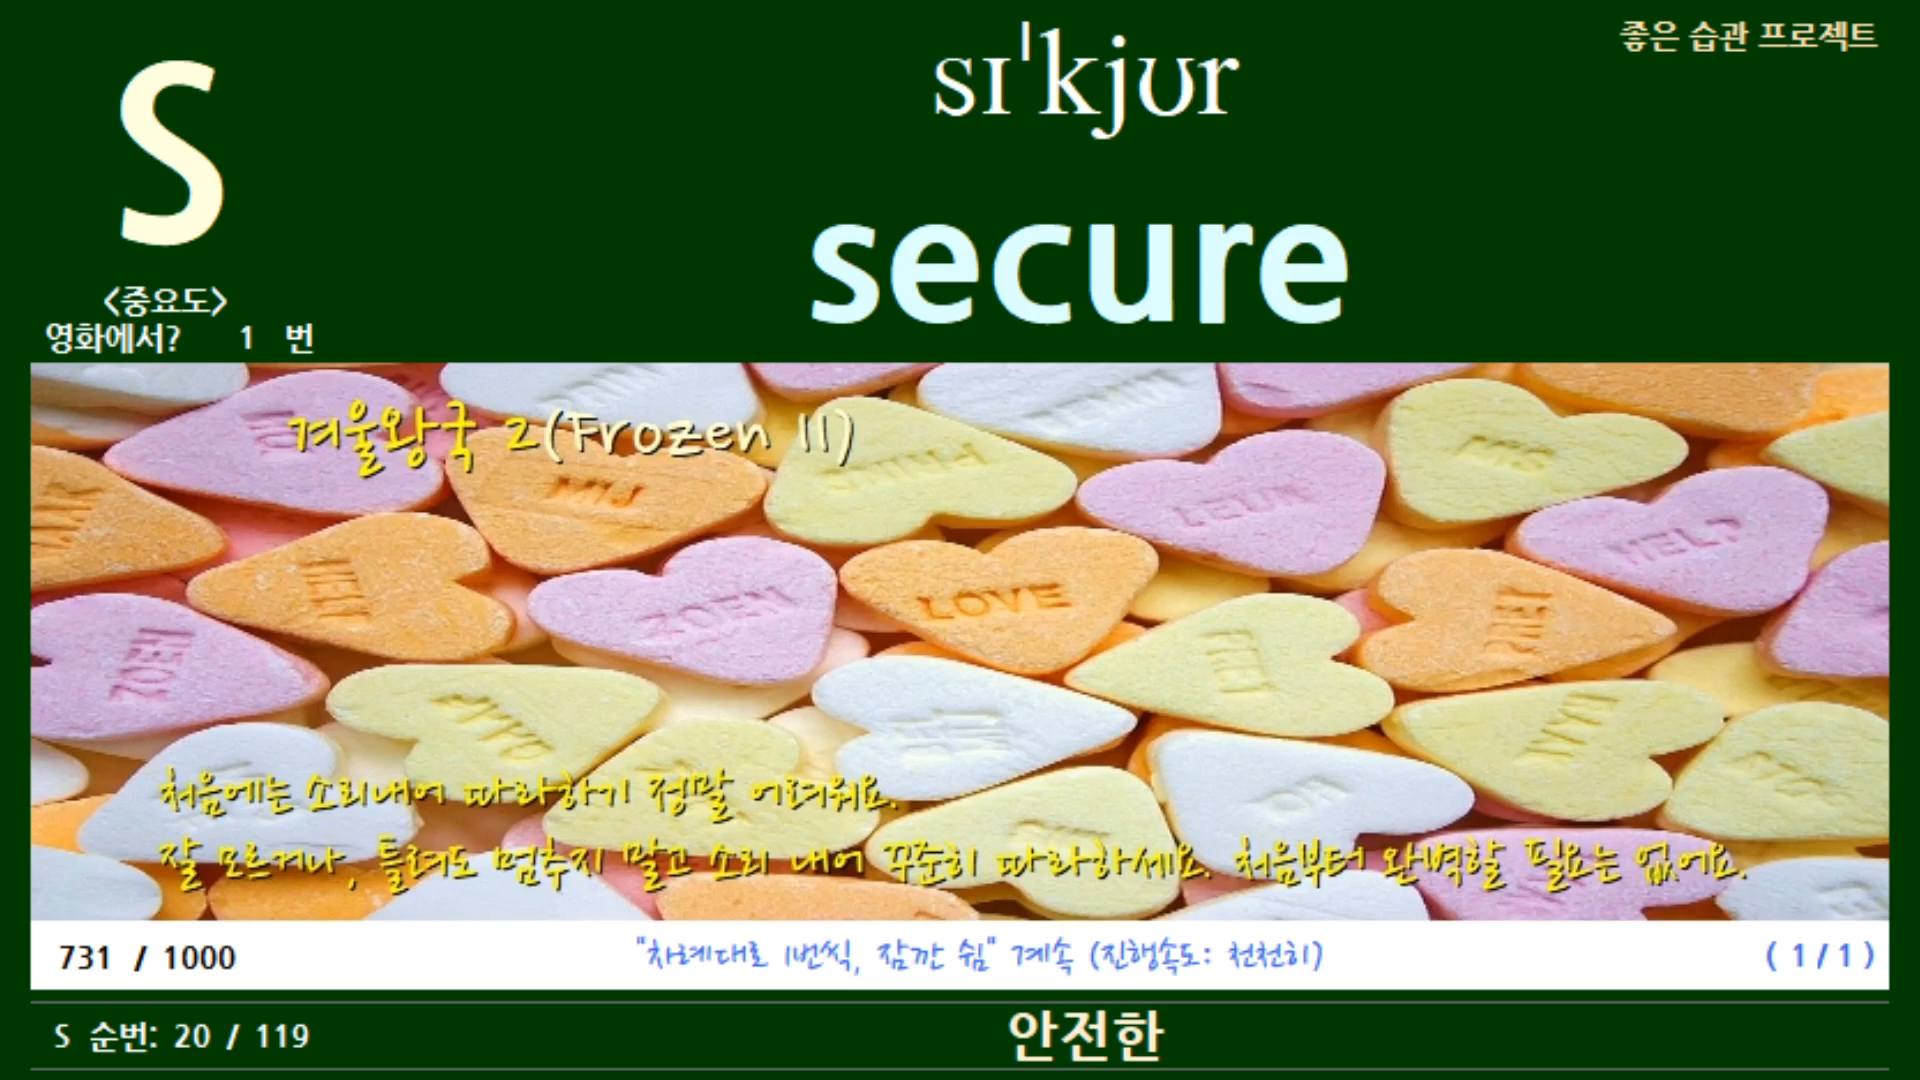 좋은 습관 프로젝트
S
sɪˈkjʊr
secure
<중요도>
영화에서? 1 번
겨울왕국 2(Frozen II)
MIJ
LEUK
HELP
ZOEN
LOVE
ZOEN
처음에는 소리내어 따라하기 정말 어려워요.
잘 모르거나, 틀려도 멈추지 말고 소리 내어 꾸준히 따라하세요. 처음부터 완벽할 필요는 없어요.
731 / 1000
"차례대로 1번씩, 잠깐 쉼" 계속 (진행속도: 천천히)
( 1 / 1 )
S 순번: 20 / 119
안전한